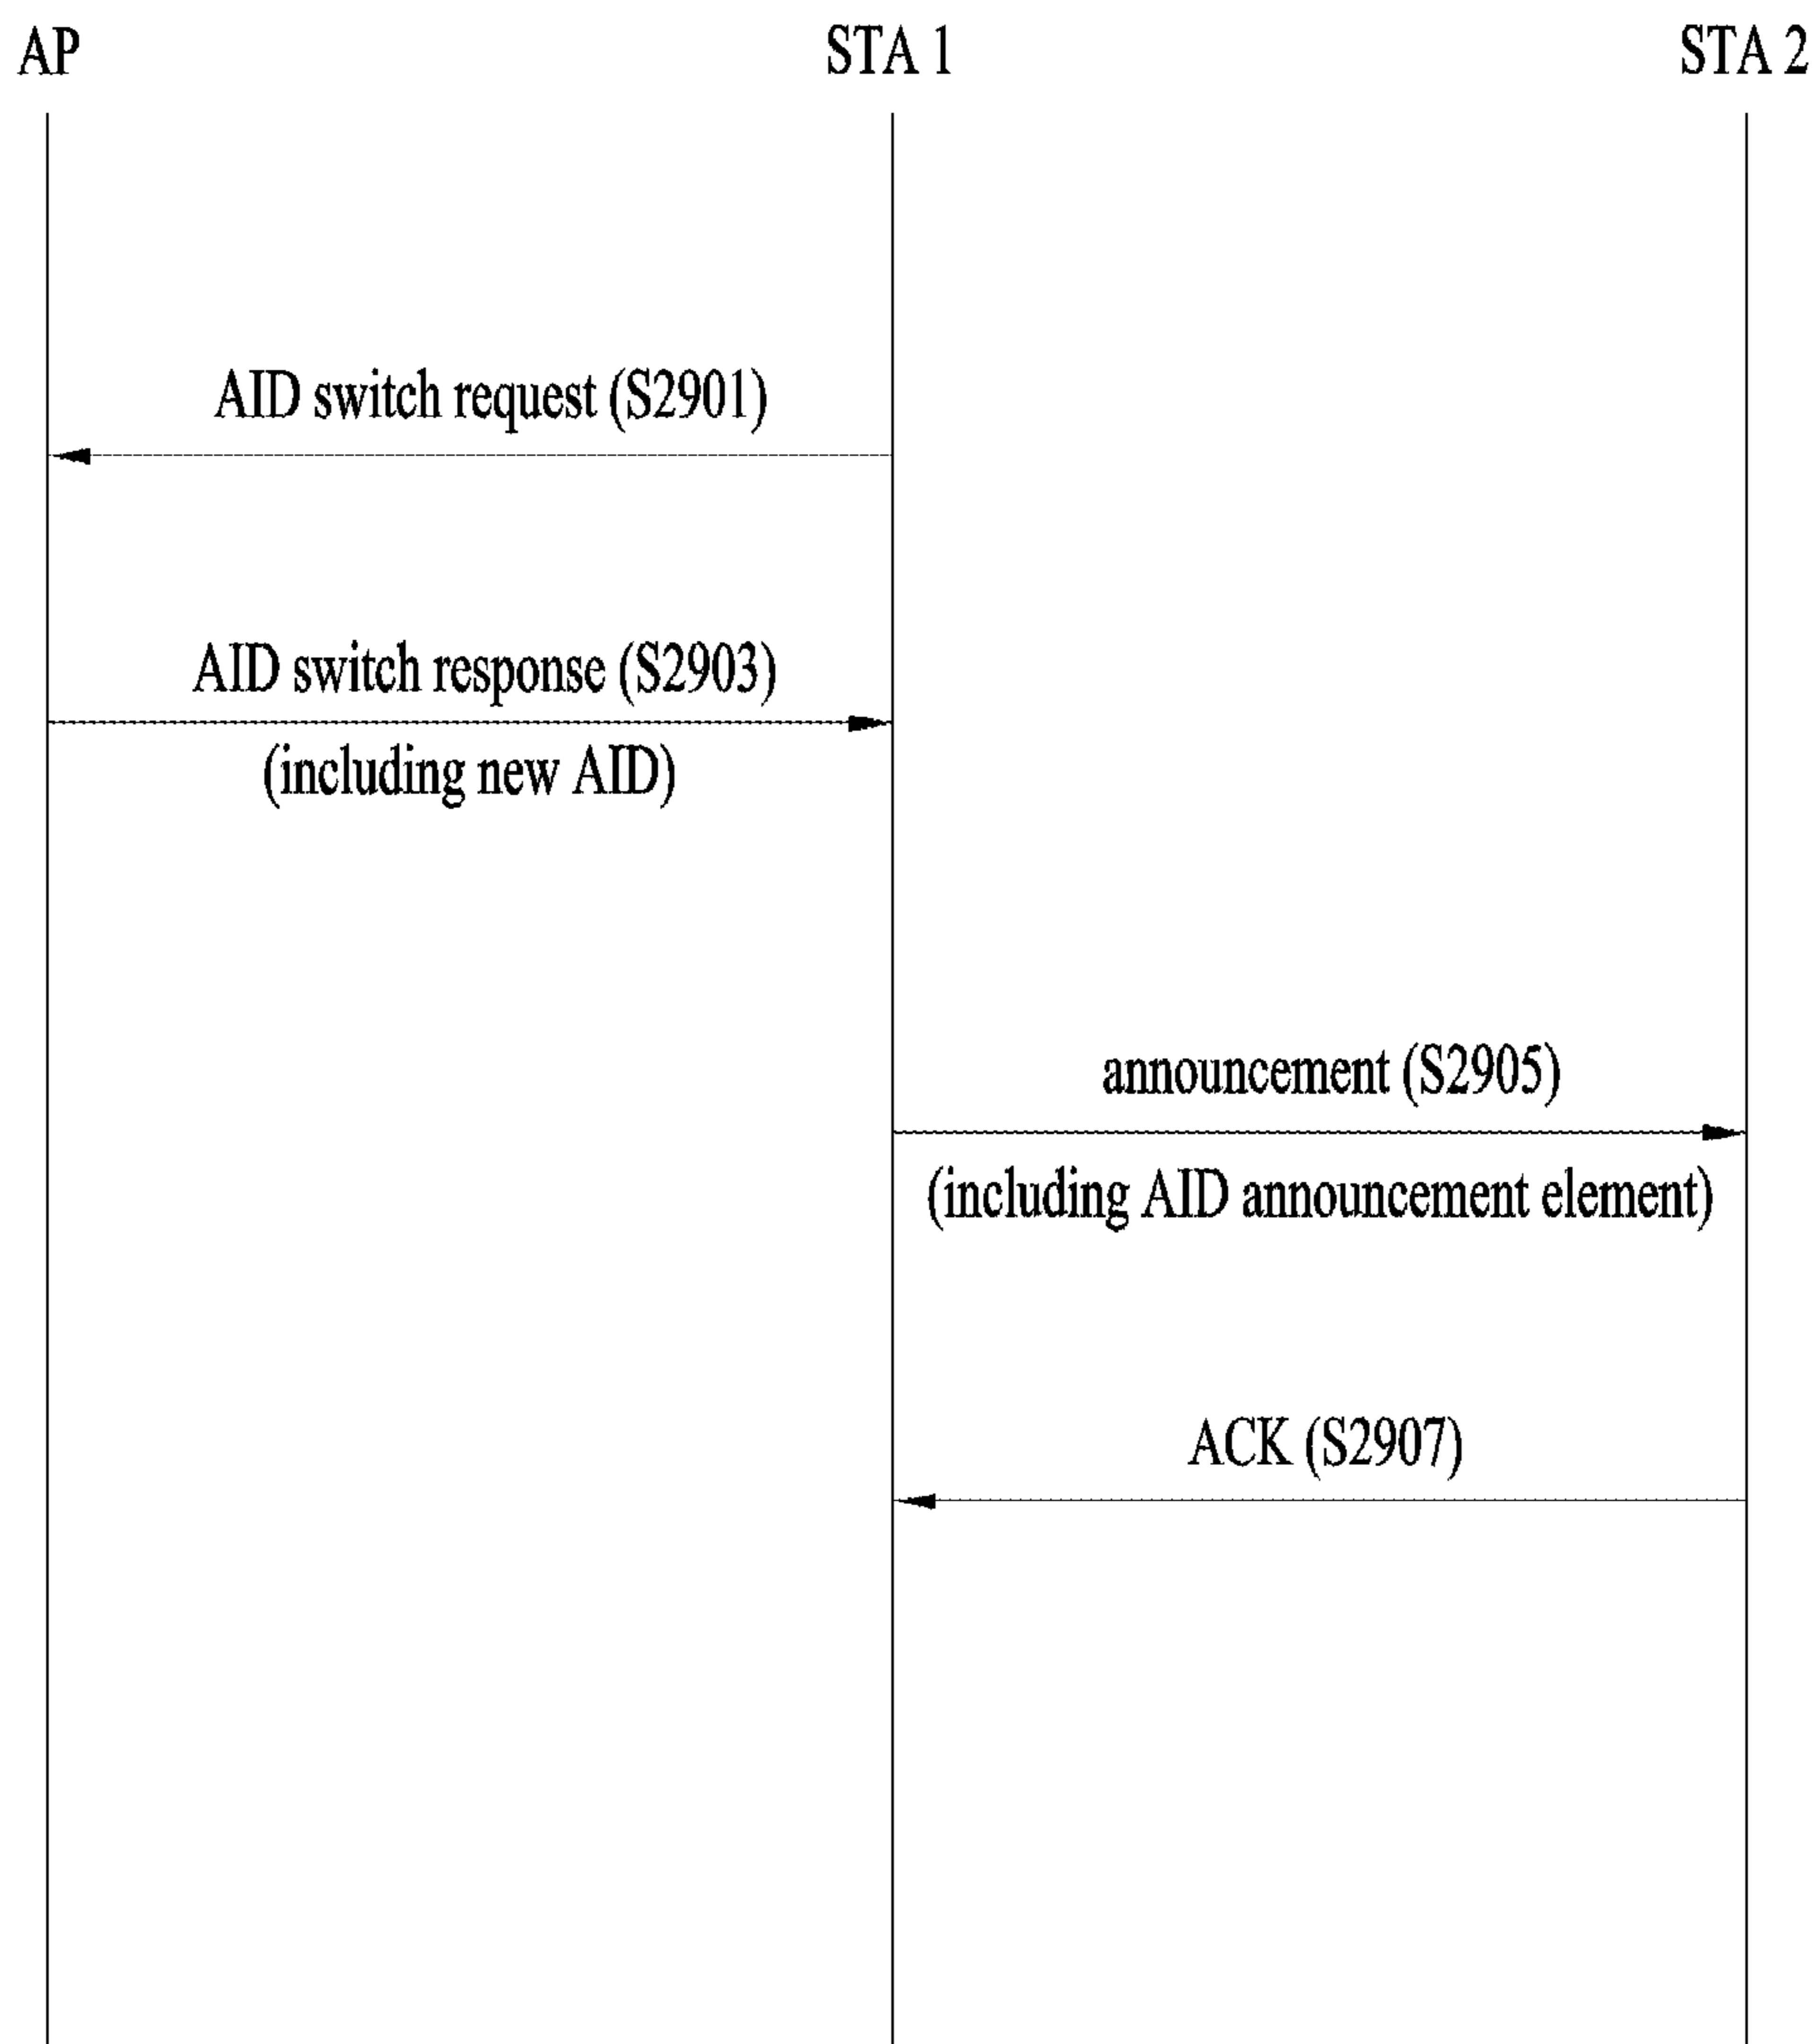 AP STA 1 STA 2
AID switch request (S2901)
AID switch response (S2903)
(including new AID)
announcement (S2905)
(including AID announcement element)
ACK (S2907)